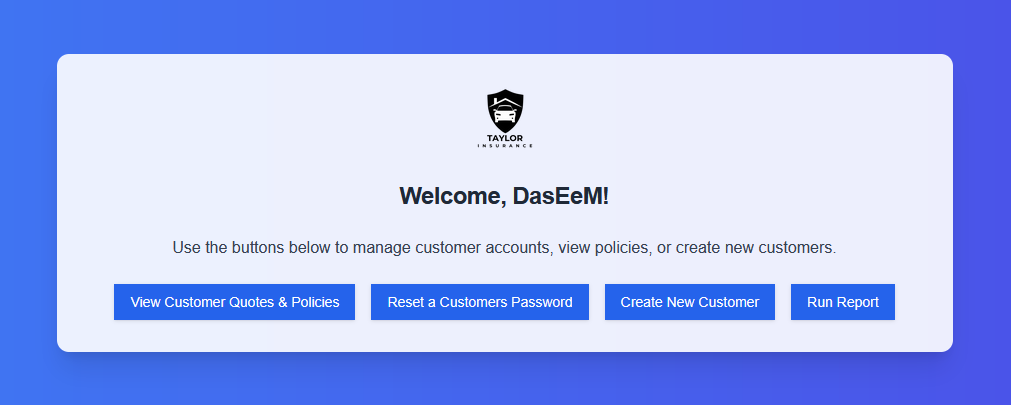 TAYLOR
INSURANCE
Welcome, DasEeM!
Use the buttons below to manage customer accounts, view policies, or create new customers.
View Customer Quotes & Policies
Reset a Customers Password
Create New Customer
Run Report